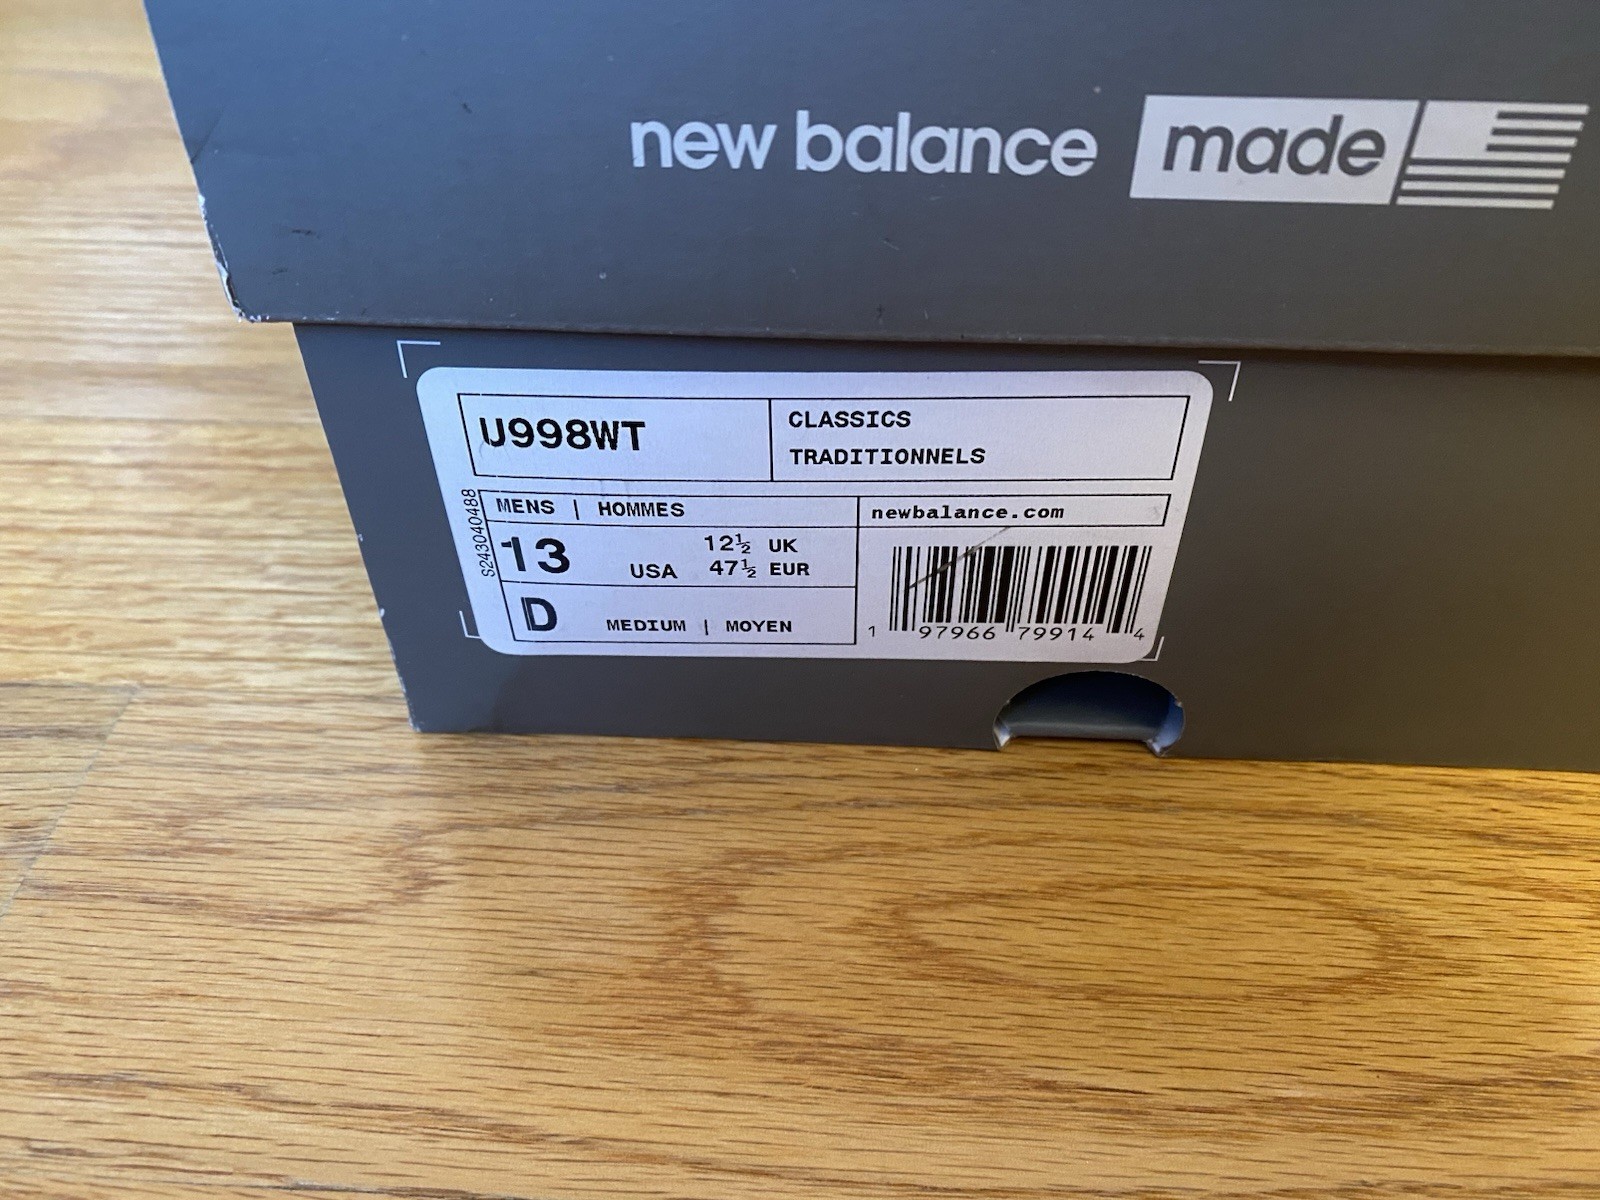 new balance made
U998WT
CLASSICS
TRADITIONNELS
S243040488
MENS | HOMMES
newbalance.com
13 USA
12½ UK
47½ EUR
D MEDIUM | MOYEN
1 97966 79914 4